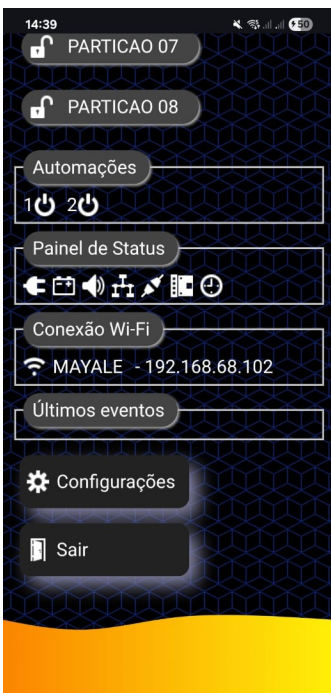 14:39
50
PARTICAO 07
PARTICAO 08
Automações
1 2
Painel de Status
Conexão Wi-Fi
MAYALE - 192.168.68.102
Últimos eventos
Configurações
Sair